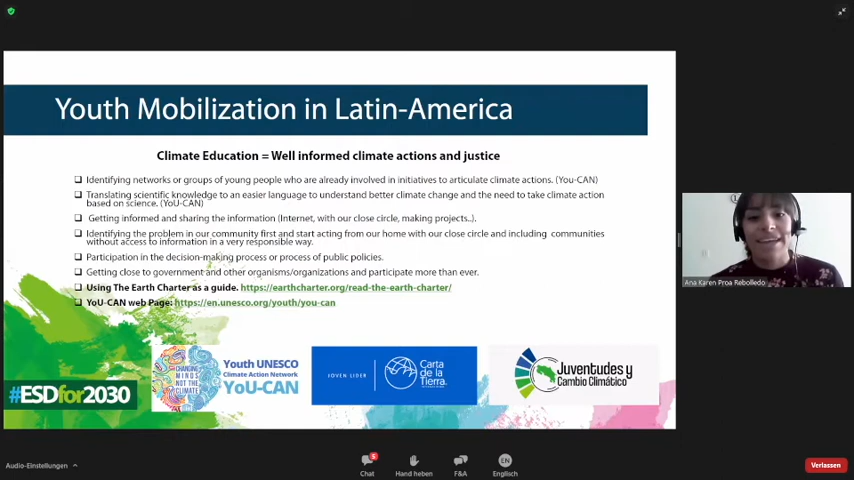 Youth Mobilization in Latin-America
Climate Education = Well informed climate actions and justice
Identifying networks or groups of young people who are already involved in initiatives to articulate climate actions. (You-CAN)
Translating scientific knowledge to an easier language to understand better climate change and the need to take climate action
based on science. (YoU-CAN)
Getting informed and sharing the information (Internet, with our close circle, making projects..).
Identifying the problem in our community first and start acting from our home with our close circle and including communities
without access to information in a very responsible way.
Participation in the decision-making process or process of public policies.
Getting close to government and other organisms/organizations and participate more than ever.
Using The Earth Charter as a guide. https://earthcharter.org/read-the-earth-charter/
YoU-CAN web Page: https://en.unesco.org/youth/you-can
Ana Karen Proa Rebolledo
#ESDfor2030
CHANGING
MINDS
NOT THE
CLIMATE
Youth UNESCO
Climate Action Network
YoU-CAN
JOVEN LIDER
Carta
de la
Tierra.
Juventudes y
Cambio Climático
Audio-Einstellungen
5
Chat
Hand heben
F&A
EN
Englisch
Verlassen